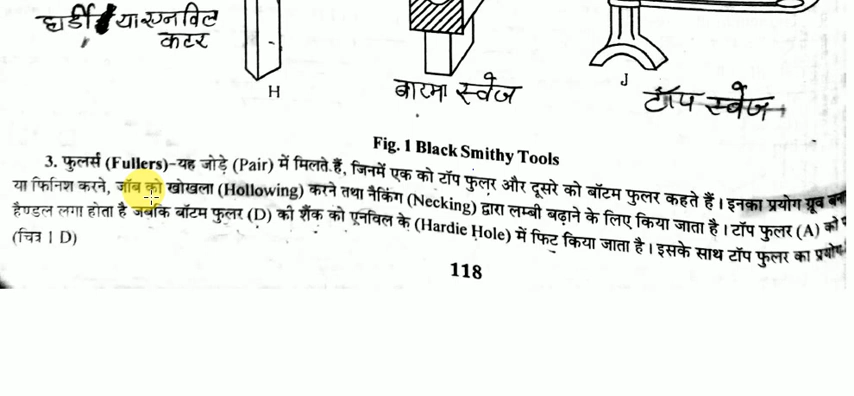 हार्डी या एनविल
कटर
H
बाटम स्वेज
J
टॉप स्वेज
Fig. 1 Black Smithy Tools
3. फुलर्स (Fullers)-यह जोड़े (Pair) में मिलते हैं, जिनमें एक को टॉप फुलर और दूसरे को बॉटम फुलर कहते हैं। इनका प्रयोग ग्रूव
या फिनिश करने, जॉब को खोखला (Hollowing) करने तथा नैकिंग (Necking) द्वारा लम्बी बढ़ाने के लिए किया जाता है। टॉप फुलर (A) को
हैण्डल लगा होता है जबकि बॉटम फुलर (D) की शैंक को एनविल के (Hardie Hole) में फिट किया जाता है। इसके साथ टॉप फुलर का प्रयोग
(चित्र 1 D)
118